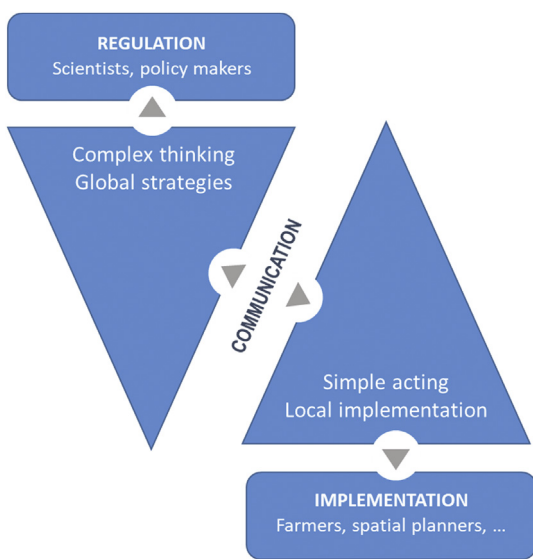 REGULATION
Scientists, policy makers
Complex thinking
Global strategies
COMMUNICATION
Simple acting
Local implementation
IMPLEMENTATION
Farmers, spatial planners, ...